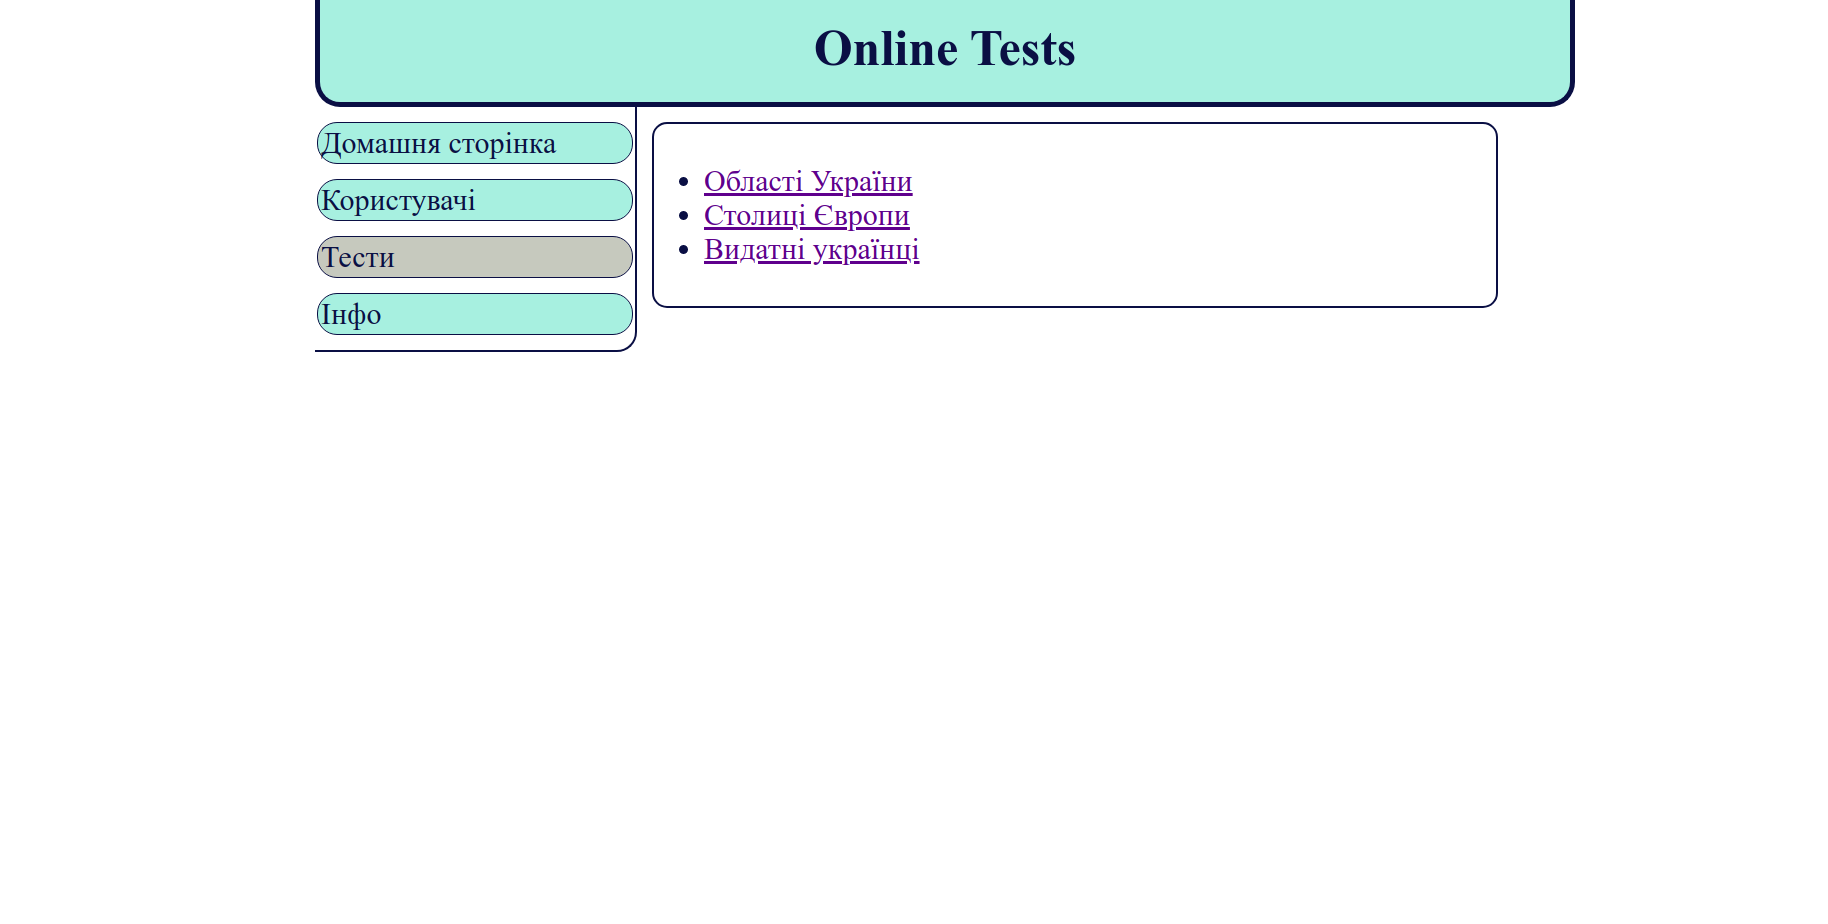 Online Tests
Домашня сторінка
Користувачі
Тести
Інфо
Області України
Столиці Європи
Видатні українці